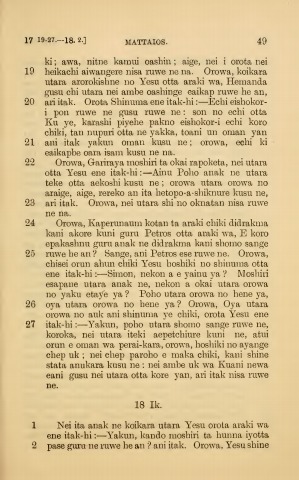 17 19-27.—18. 2.] MATTAIOS. 49
ki; awa, nitne kamui oashin; aige, nei i orota nei
19 heikachi aiwangere nisa ruwe ne na. Orowa, koikara
utara arorokishne no Yesu otta araki wa, Hemanda
gusu chi utara nei ambe oashinge eaikap ruwe he an,
20 ari itak. Orota Shinuma ene itak-hi:—Echi eishokor-
i pon ruwe ne gusu ruwe ne: son no echi otta
Ku ye, karashi piyehe pakno eishokor-i echi koro
chiki, tan nupuri otta ne yakka, toani un oman yan
21 ani itak yakun oman kusu ne; orowa, echi ki
eaikapbe oara isam kusu ne na.
22 Orowa, Gariraya moshiri ta okai rapoketa, nei utara
otta Yesu ene itak-hi:—Ainu Poho anak ne utara
teke otta aekoshi kusu ne; orowa utara orowa no
araige, aige, rereko an ita hetopo-a-shiknure kusu ne,
23 ari itak. Orowa, nei utara shi no oknatan nisa ruwe
ne na.
24 Orowa, Kaperunaum kotan ta araki chiki didrakma
kani akore kuni guru Petros otta araki wa, E koro
epakashnu guru anak ne didrakma kani shomo sange
25 ruwe he an? Sange, ani Petros ese ruwe ne. Orowa,
chisei orun ahun chiki Yesu hoshki no shinuma otta
ene itak-hi:—Simon, nekon a e yainu ya? Moshiri
esapane utara anak ne, nekon a okai utara orowa
no yaku etaye ya? Poho utara orowa no hene ya,
26 oya utara orowa no hene ya? Orowa, Oya utara
orowa no auk ani shinuma ye chiki, orota Yesu ene
27 itak-hi:—Yakun, poho utara shomo sange ruwe ne,
koroka, nei utara iteki aepetchiure kuni ne, atui
orun e oman wa perai-kara, orowa, hoshiki no ayange
chep uk; nei chep paroho e maka chiki, kani shine
stata anukara kusu ne: nei ambe uk wa Kuani newa
eani gusu nei utara otta kore yan, ari itak nisa ruwe
ne.
18 Ik.
1 Nei ita anak ne koikara utara Yesu orota araki wa
ene itak-hi:—Yakun, kando moshiri ta hunna iyotta
2 pase guru ne ruwe he an? ani itak. Orowa, Yesu shine